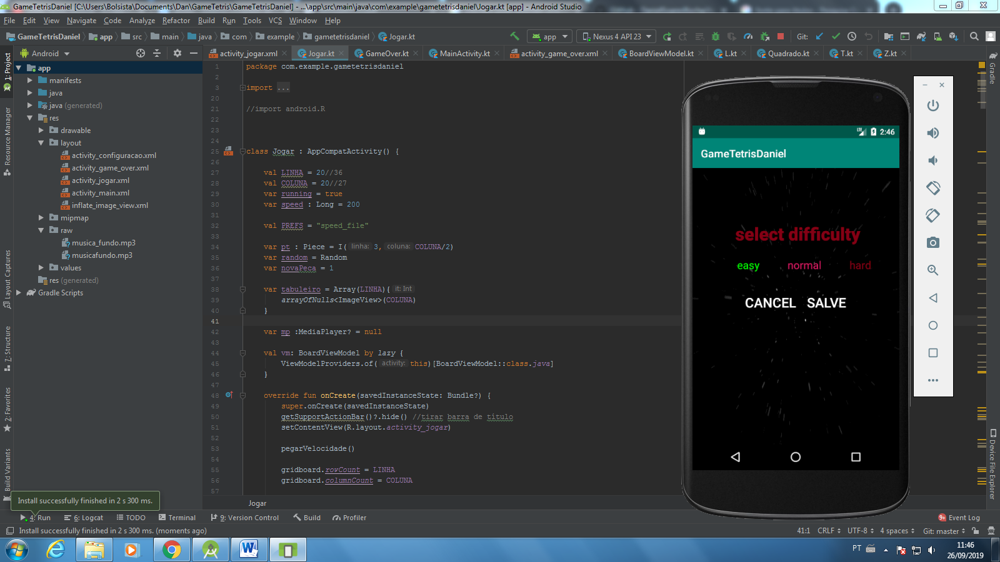 GameTetrisDaniel [C:\Users\Bolsista\Documents\Dan\GameTetris\GameTetrisDaniel] - ...\app\src\main\java\com\example\gametetrisdaniel\Jogar.kt [app] - Android Studio
File Edit View Navigate Code Analyze Refactor Build Run Tools VCS Window Help
GameTetrisDaniel app src main java com example gametetrisdaniel Jogar.kt
app Nexus 4 API 23 Git:
Android
activity_jogar.xml Jogar.kt GameOver.kt MainActivity.kt activity_game_over.xml BoardViewModel.kt L.kt Quadrado.kt T.kt Z.kt
1: Project
Resource Manager
Layout Captures
7: Structure
2: Favorites
Build Variants
app
manifests
java
java (generated)
res
drawable
layout
activity_configuracao.xml
activity_game_over.xml
activity_jogar.xml
activity_main.xml
inflate_image_view.xml
mipmap
raw
musica_fundo.mp3
musicafundo.mp3
values
res (generated)
Gradle Scripts
1 package com.example.gametetrisdaniel
2
3 import ...
20
21 //import android.R
22
23
24
25 class Jogar : AppCompatActivity() {
26
27 val LINHA = 20//36
28 val COLUNA = 20//27
29 var running = true
30 var speed : Long = 200
31
32 val PREFS = "speed_file"
33
34 var pt : Piece = I( linha: 3, coluna: COLUNA/2)
35 var random = Random
36 var novaPeca = 1
37
38 var tabuleiro = Array(LINHA){ it: Int
39 arrayOfNulls<ImageView>(COLUNA)
40 }
41
42 var mp :MediaPlayer? = null
43
44 val vm: BoardViewModel by lazy {
45 ViewModelProviders.of( activity: this)[BoardViewModel::class.java]
46 }
47
48 override fun onCreate(savedInstanceState: Bundle?) {
49 super.onCreate(savedInstanceState)
50 getSupportActionBar()?.hide() //tirar barra de titulo
51 setContentView(R.layout.activity_jogar)
52
53 pegarVelocidade()
54
55 gridboard.rowCount = LINHA
56 gridboard.columnCount = COLUNA
57
Jogar
LTE 2:46
GameTetrisDaniel
select difficulty
easy normal hard
CANCEL SALVE
Gradle
Device File Explorer
Install successfully finished in 2 s 300 ms.
4: Run 6: Logcat TODO Terminal 9: Version Control Build Profiler 9+ Event Log
Install successfully finished in 2 s 300 ms. (moments ago) 41:1 CRLF UTF-8 4 spaces Git: master
PT
11:46
26/09/2019